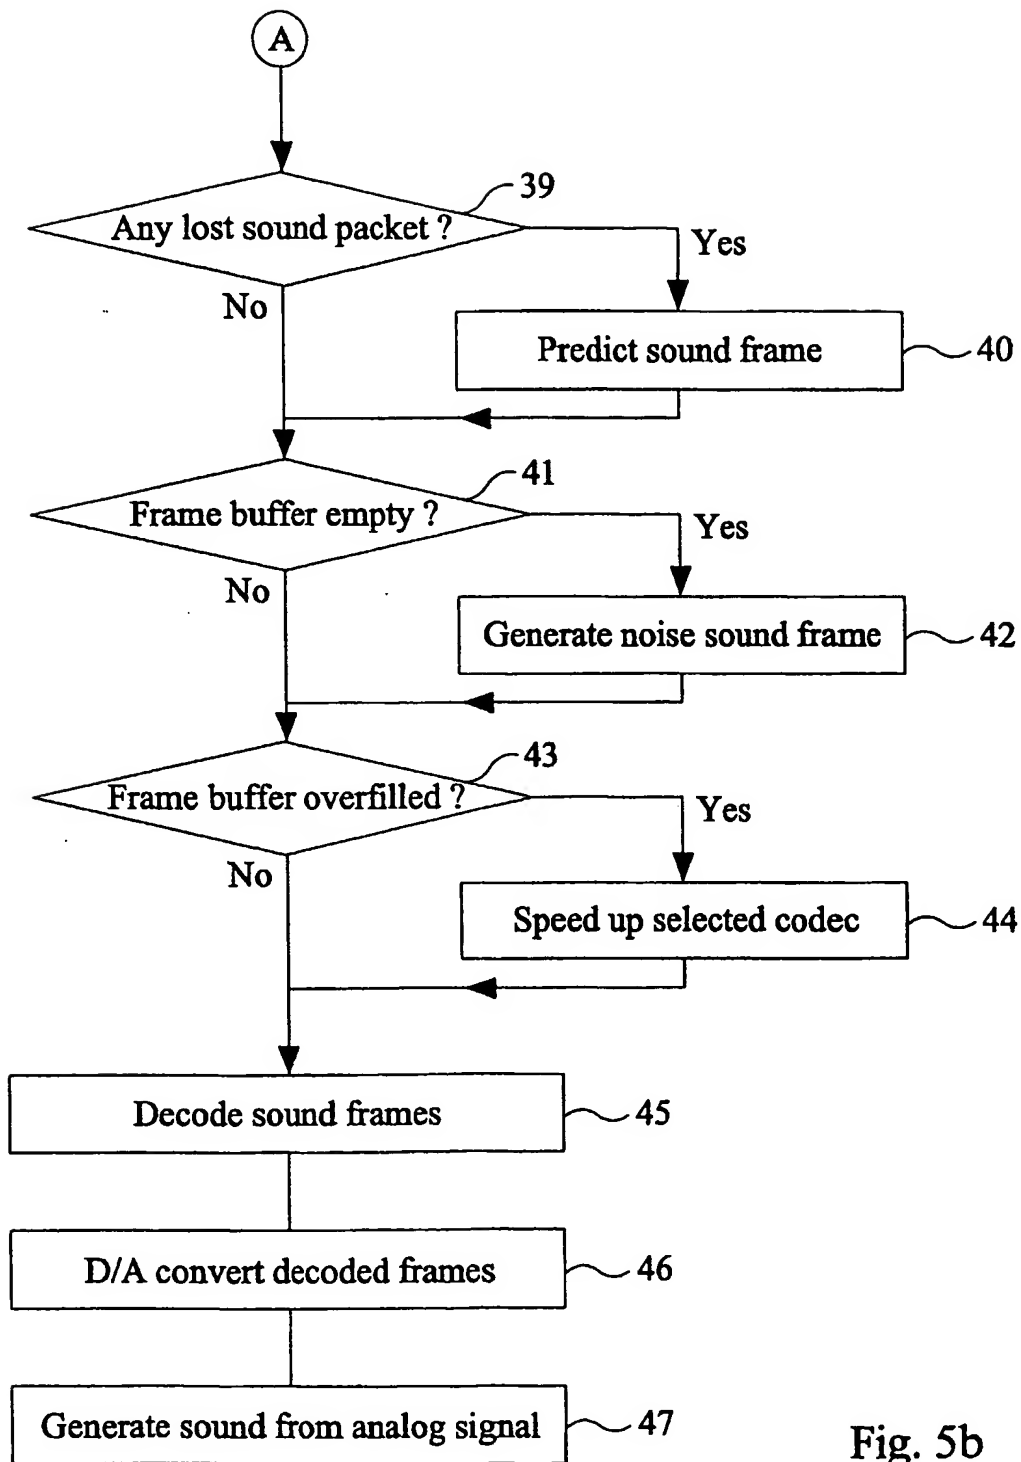 A
39
Any lost sound packet ?
Yes
No
Predict sound frame
40
41
Frame buffer empty ?
Yes
No
Generate noise sound frame
42
43
Frame buffer overfilled ?
Yes
No
Speed up selected codec
44
Decode sound frames
45
D/A convert decoded frames
46
Generate sound from analog signal
47
Fig. 5b